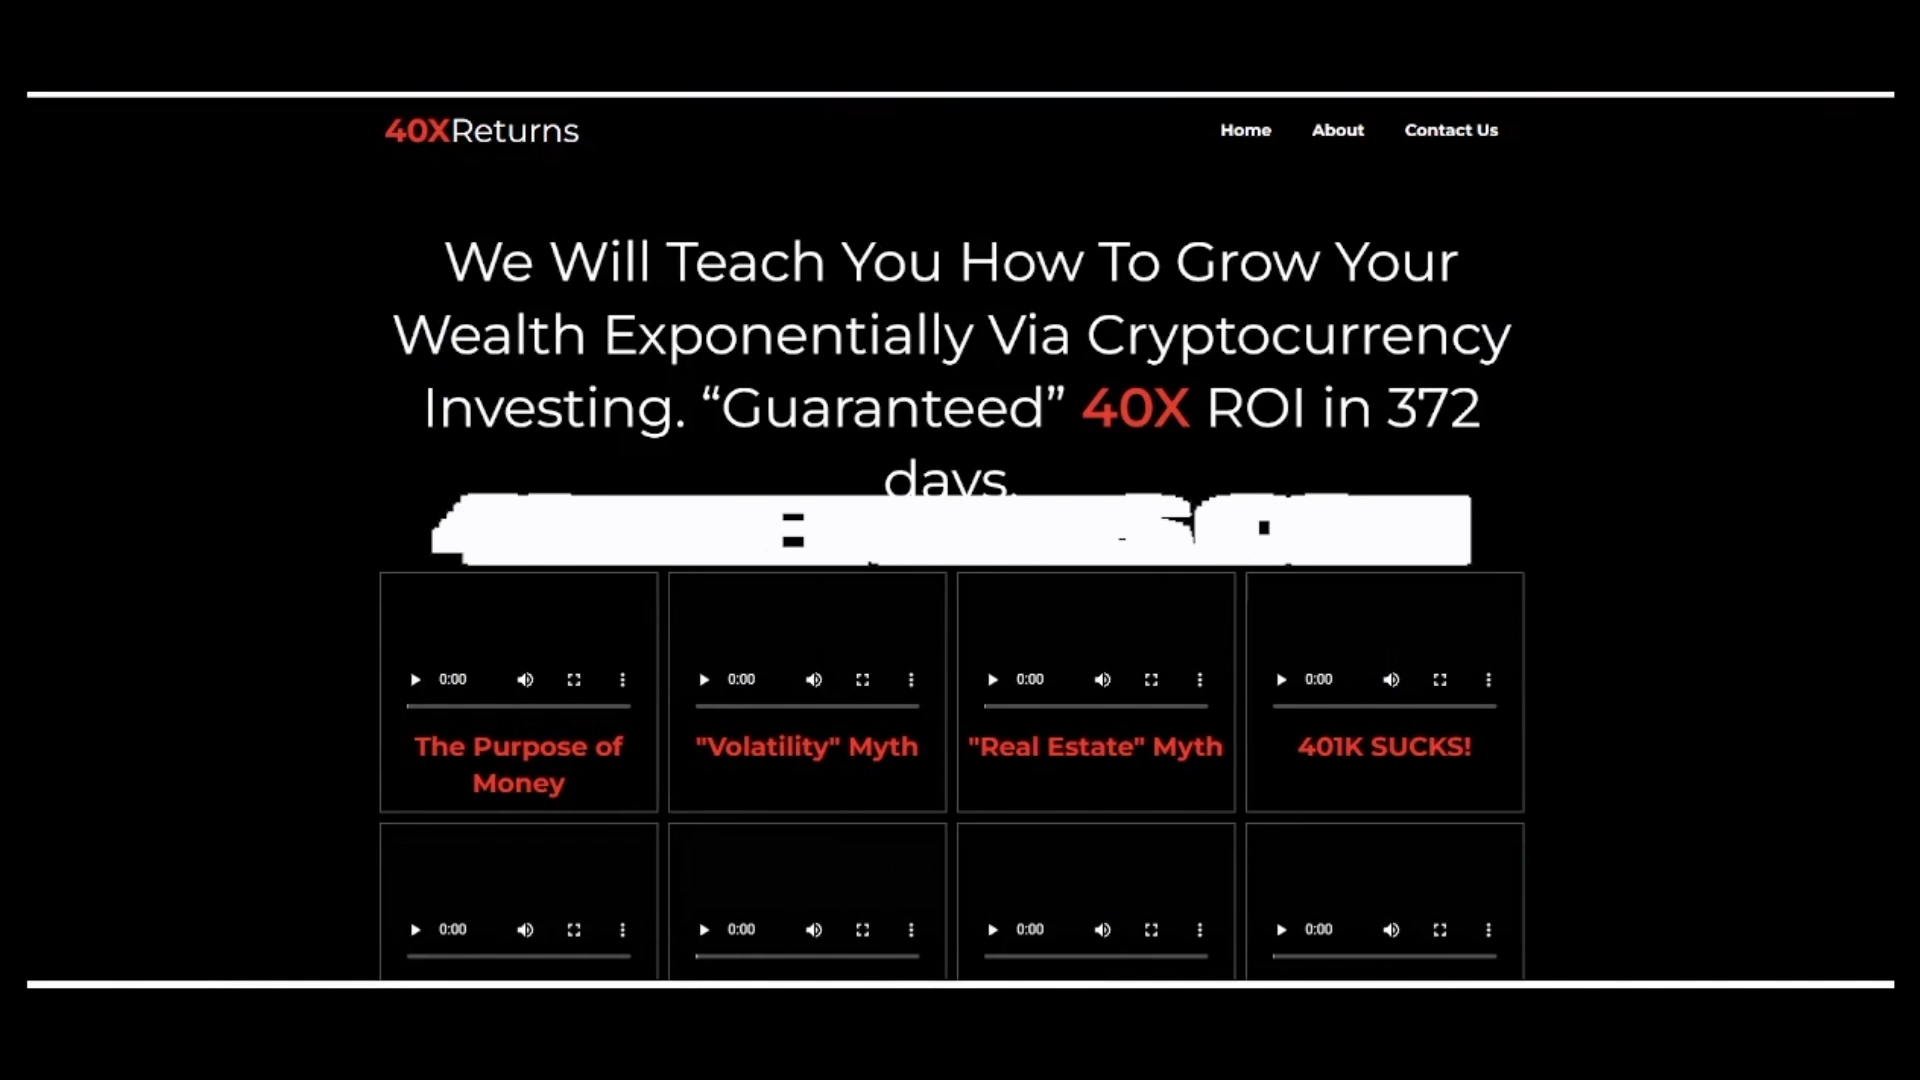 40XReturns
Home About Contact Us
We Will Teach You How To Grow Your
Wealth Exponentially Via Cryptocurrency
Investing. “Guaranteed” 40X ROI in 372
days.
0:00 0:00 0:00 0:00
The Purpose of
Money
"Volatility" Myth
"Real Estate" Myth
401K SUCKS!
0:00 0:00 0:00 0:00